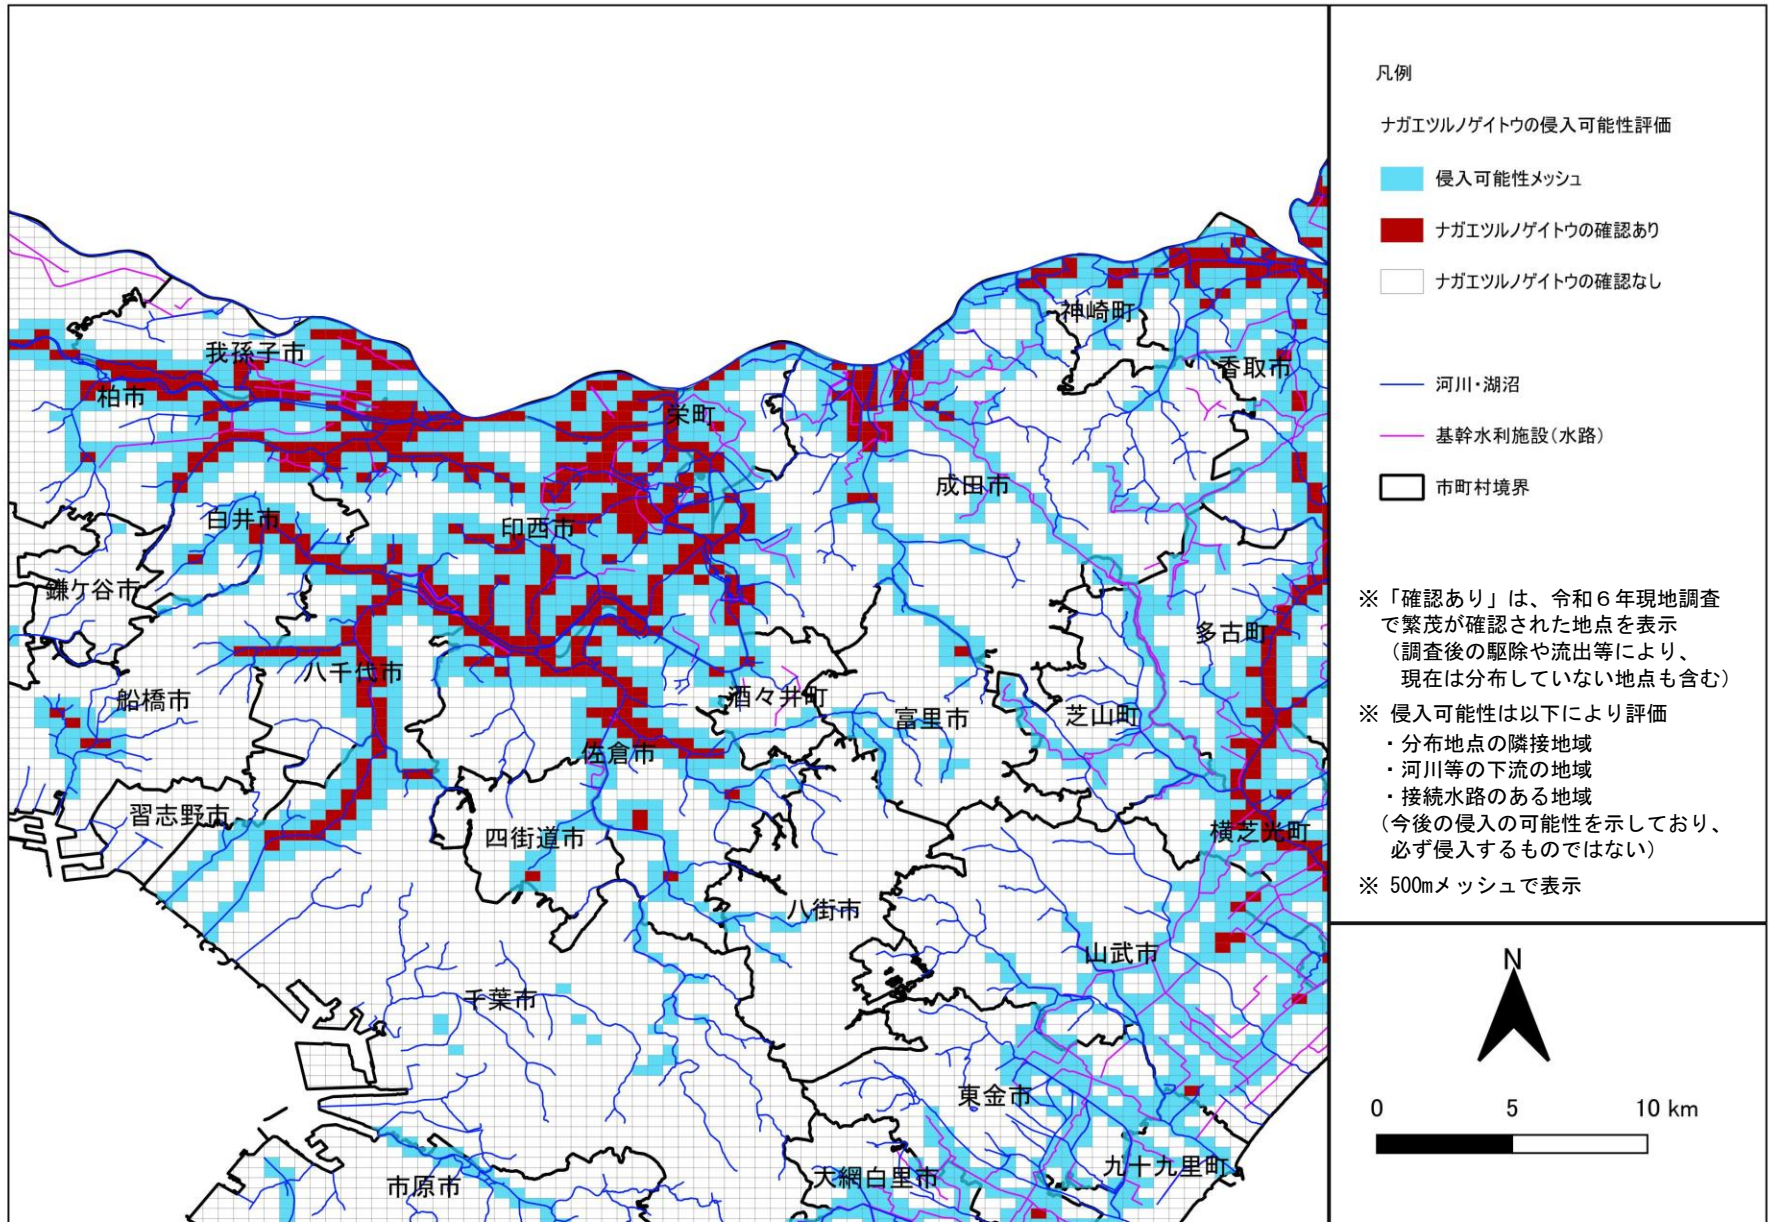 我孫子市
柏市
栄町
神崎町
香取市
成田市
白井市
印西市
鎌ケ谷市
多古町
八千代市
船橋市
酒々井町
富里市
芝山町
佐倉市
習志野市
四街道市
横芝光町
八街市
山武市
千葉市
東金市
大網白里市
九十九里町
市原市
凡例
ナガエツルノゲイトウの侵入可能性評価
侵入可能性メッシュ
ナガエツルノゲイトウの確認あり
ナガエツルノゲイトウの確認なし
河川・湖沼
基幹水利施設(水路)
市町村境界
※「確認あり」は、令和6年現地調査
で繁茂が確認された地点を表示
(調査後の駆除や流出等により、
現在は分布していない地点も含む)
※ 侵入可能性は以下により評価
・分布地点の隣接地域
・河川等の下流の地域
・接続水路のある地域
(今後の侵入の可能性を示しており、
必ず侵入するものではない)
※ 500mメッシュで表示
N
0 5 10 km